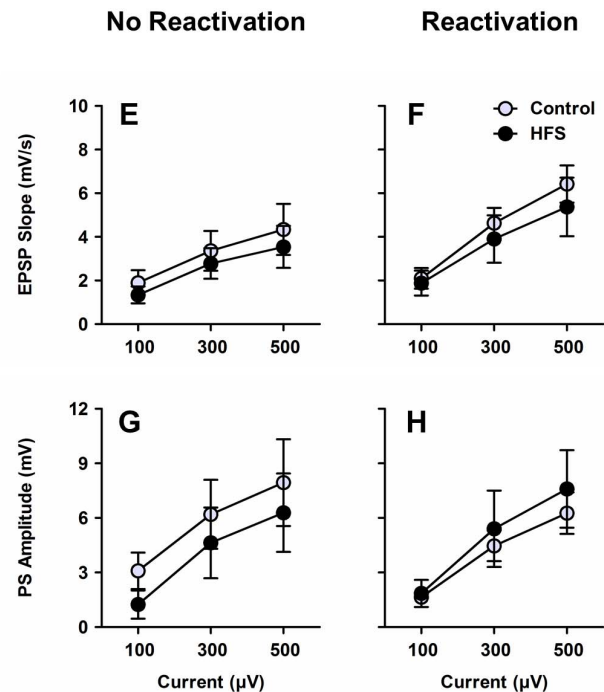 No Reactivation
Reactivation
E
F
Control
HFS
EPSP Slope (mV/s)
10
8
6
4
2
0
100 300 500
100 300 500
G
H
PS Amplitude (mV)
12
9
6
3
0
100 300 500
100 300 500
Current (µV)
Current (µV)